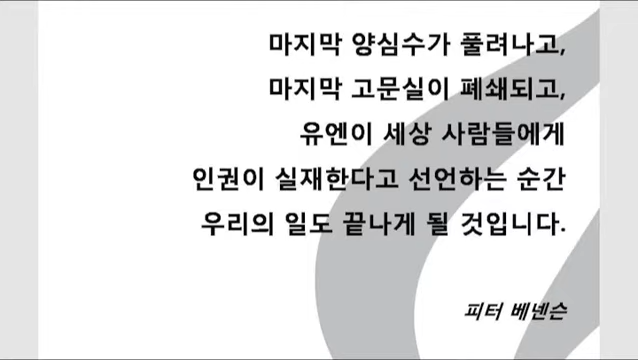 마지막 양심수가 풀려나고,
마지막 고문실이 폐쇄되고,
유엔이 세상 사람들에게
인권이 실재한다고 선언하는 순간
우리의 일도 끝나게 될 것입니다.
피터 베넨슨